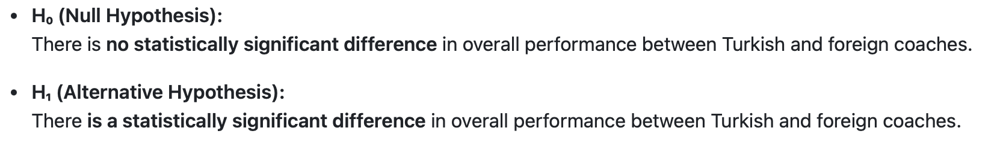 • H₀ (Null Hypothesis):
There is no statistically significant difference in overall performance between Turkish and foreign coaches.
• H₁ (Alternative Hypothesis):
There is a statistically significant difference in overall performance between Turkish and foreign coaches.